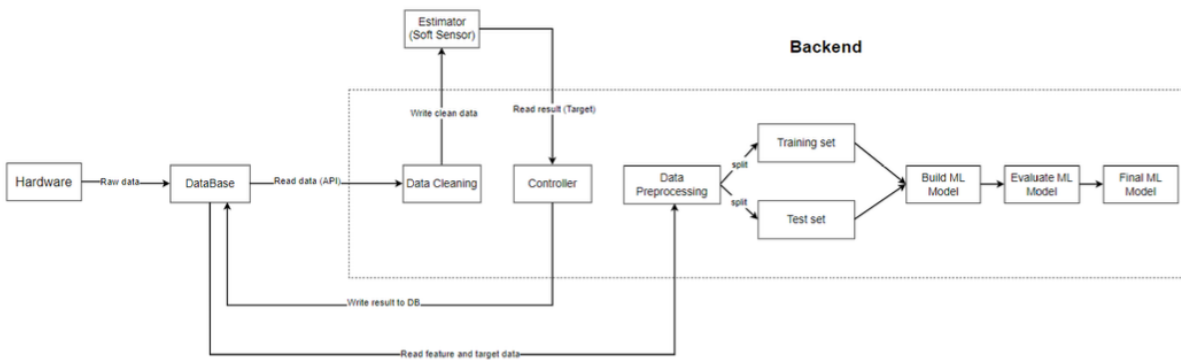 Estimator
(Soft Sensor)
Backend
Write clean data
Read result (Target)
Hardware
Raw data
DataBase
Read data (API)
Data Cleaning
Controller
Data
Preprocessing
split
split
Training set
Test set
Build ML
Model
Evaluate ML
Model
Final ML
Model
Write result to DB
Read feature and target data